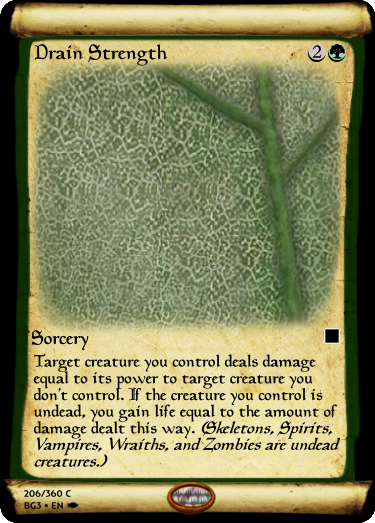 Drain Strength 2
Sorcery
Target creature you control deals damage
equal to its power to target creature you
don't control. If the creature you control is
undead, you gain life equal to the amount of
damage dealt this way. (Skeletons, Spirits,
Vampires, Wraiths, and Zombies are undead
creatures.)
206/360 C
BG3 • EN